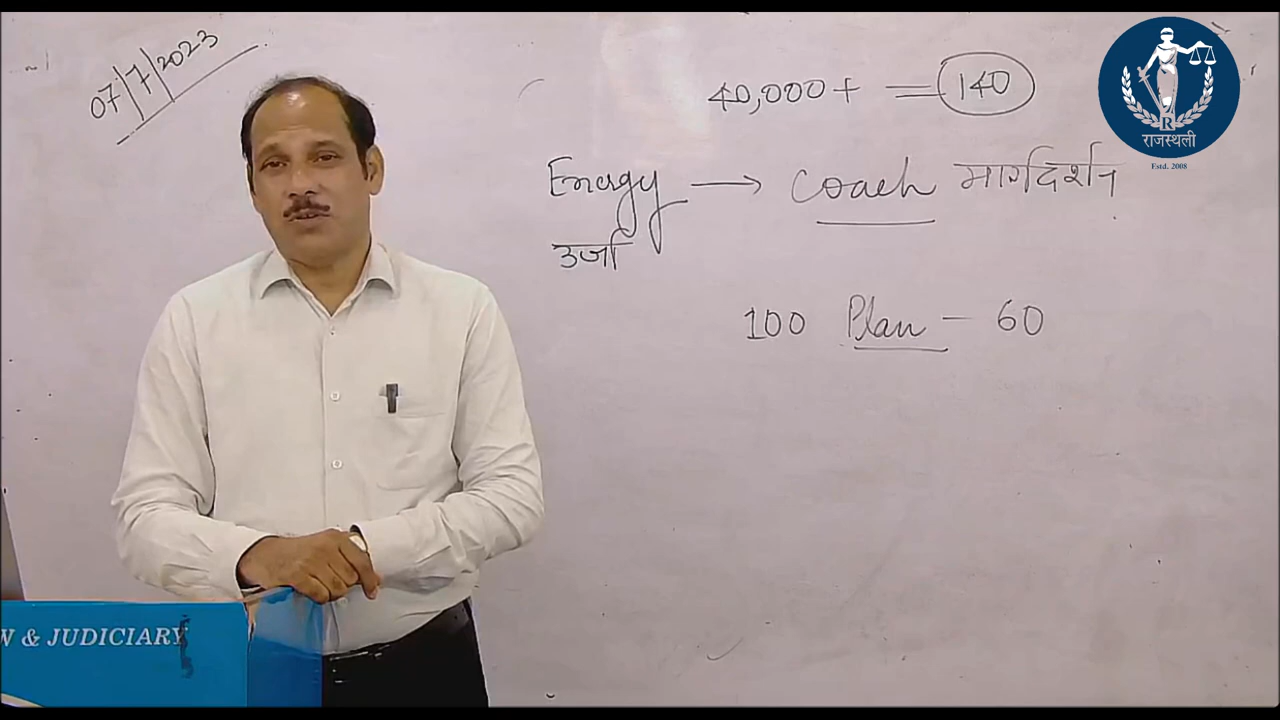 07/7/2023
40,000+ = 140
Energy → coach मार्गदर्शन
उर्जा
100 Plan - 60
R
राजस्थली
Estd. 2008
W & JUDICIARY